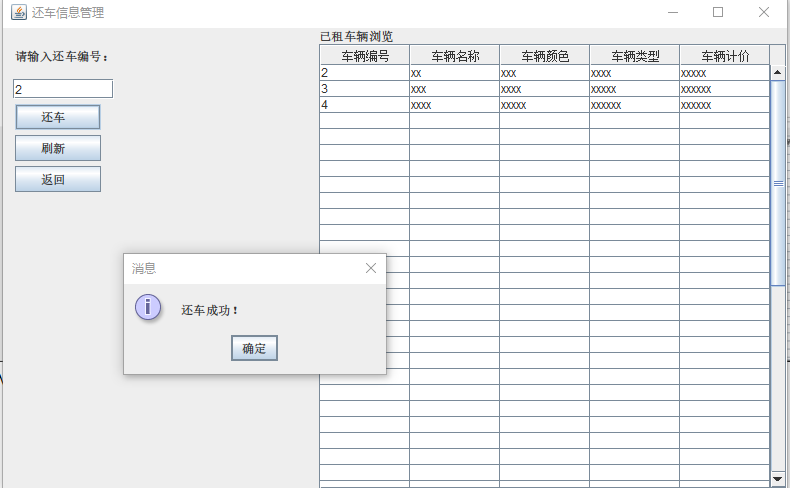 还车信息管理
已租车辆浏览
请输入还车编号：
2
还车
刷新
返回
车辆编号 车辆名称 车辆颜色 车辆类型 车辆计价
2 xx xxx xxxx xxxxx
3 xxx xxxx xxxxx xxxxxx
4 xxxx xxxxx xxxxxx xxxxxx
消息
还车成功！
确定